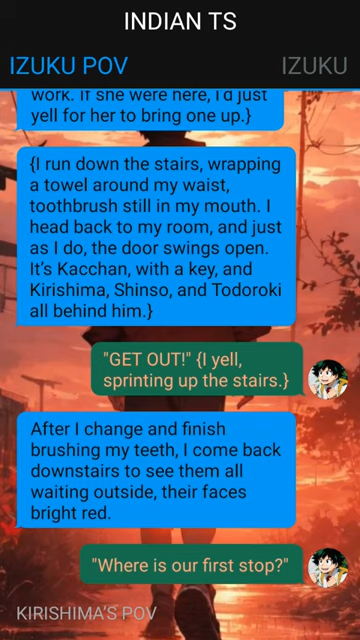 INDIAN TS
IZUKU POV
IZUKU
work. If she were here, I'd just
yell for her to bring one up.}
{I run down the stairs, wrapping
a towel around my waist,
toothbrush still in my mouth. I
head back to my room, and just
as I do, the door swings open.
It's Kacchan, with a key, and
Kirishima, Shinso, and Todoroki
all behind him.}
"GET OUT!" {I yell,
sprinting up the stairs.}
After I change and finish
brushing my teeth, I come back
downstairs to see them all
waiting outside, their faces
bright red.
"Where is our first stop?"
KIRISHIMA'S POV